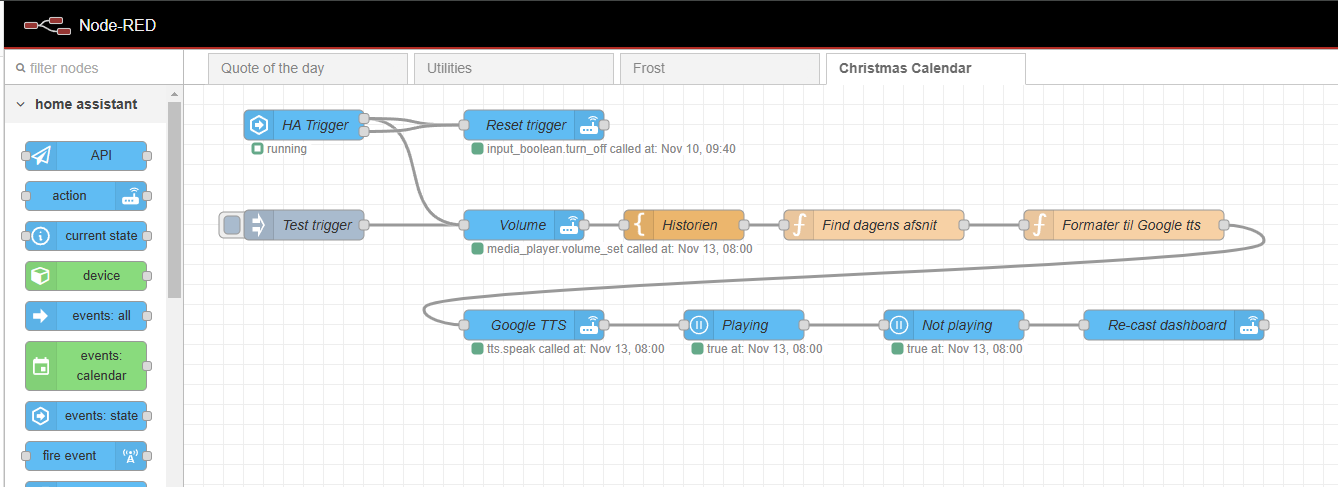 Node-RED
filter nodes
Quote of the day
Utilities
Frost
Christmas Calendar
home assistant
API
action
current state
device
events: all
events:
calendar
events: state
fire event
HA Trigger
running
Reset trigger
input_boolean.turn_off called at: Nov 10, 09:40
Test trigger
Volume
media_player.volume_set called at: Nov 13, 08:00
Historien
Find dagens afsnit
Formater til Google tts
Google TTS
tts.speak called at: Nov 13, 08:00
Playing
true at: Nov 13, 08:00
Not playing
true at: Nov 13, 08:00
Re-cast dashboard